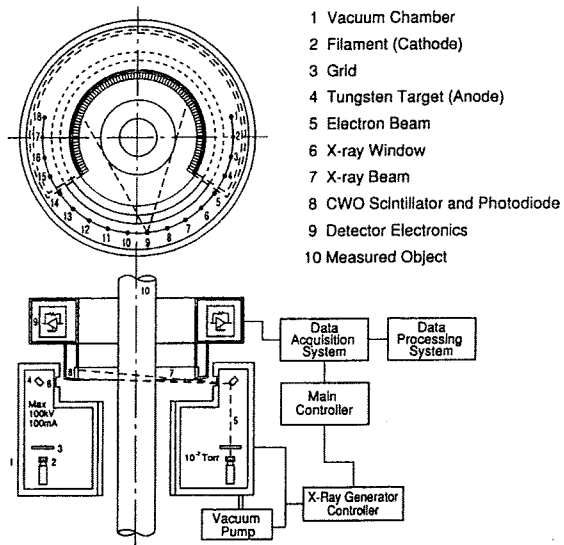 1 Vacuum Chamber
2 Filament (Cathode)
3 Grid
4 Tungsten Target (Anode)
5 Electron Beam
6 X-ray Window
7 X-ray Beam
8 CWO Scintillator and Photodiode
9 Detector Electronics
10 Measured Object
18
17
16
15
14
13
12
11
10
9
8
7
6
5
4
3
2
10
9
8
7
4
6
Max
100kV
100mA
5
3
2
1
10⁻⁷ Torr
Data
Acquisition
System
Data
Processing
System
Main
Controller
X-Ray Generator
Controller
Vacuum
Pump